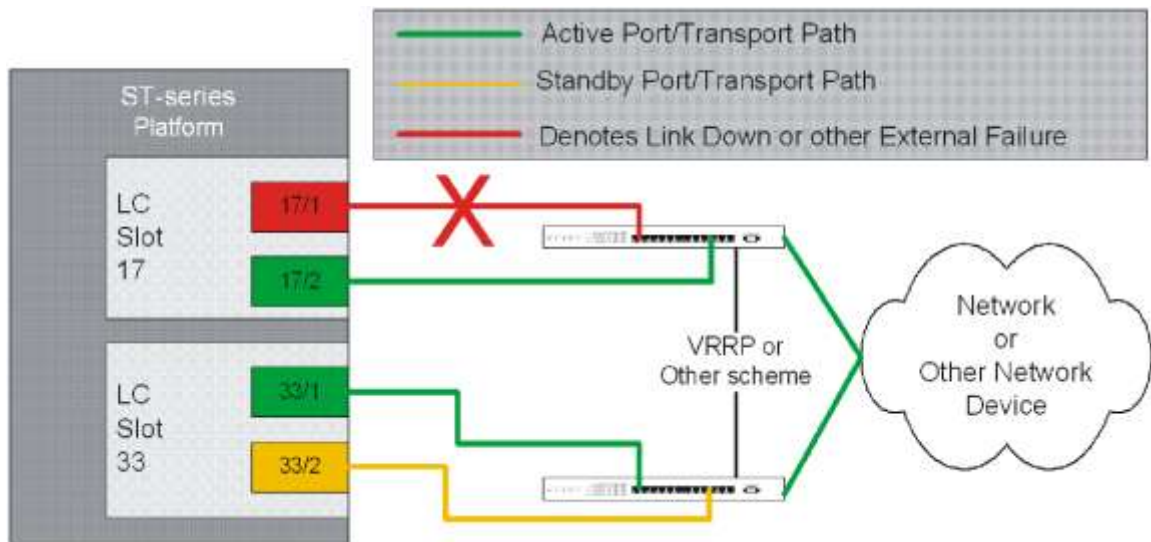 Active Port/Transport Path
Standby Port/Transport Path
Denotes Link Down or other External Failure
ST-series
Platform
LC
Slot
17
17/1
17/2
LC
Slot
33
33/1
33/2
VRRP or
Other scheme
Network
or
Other Network
Device